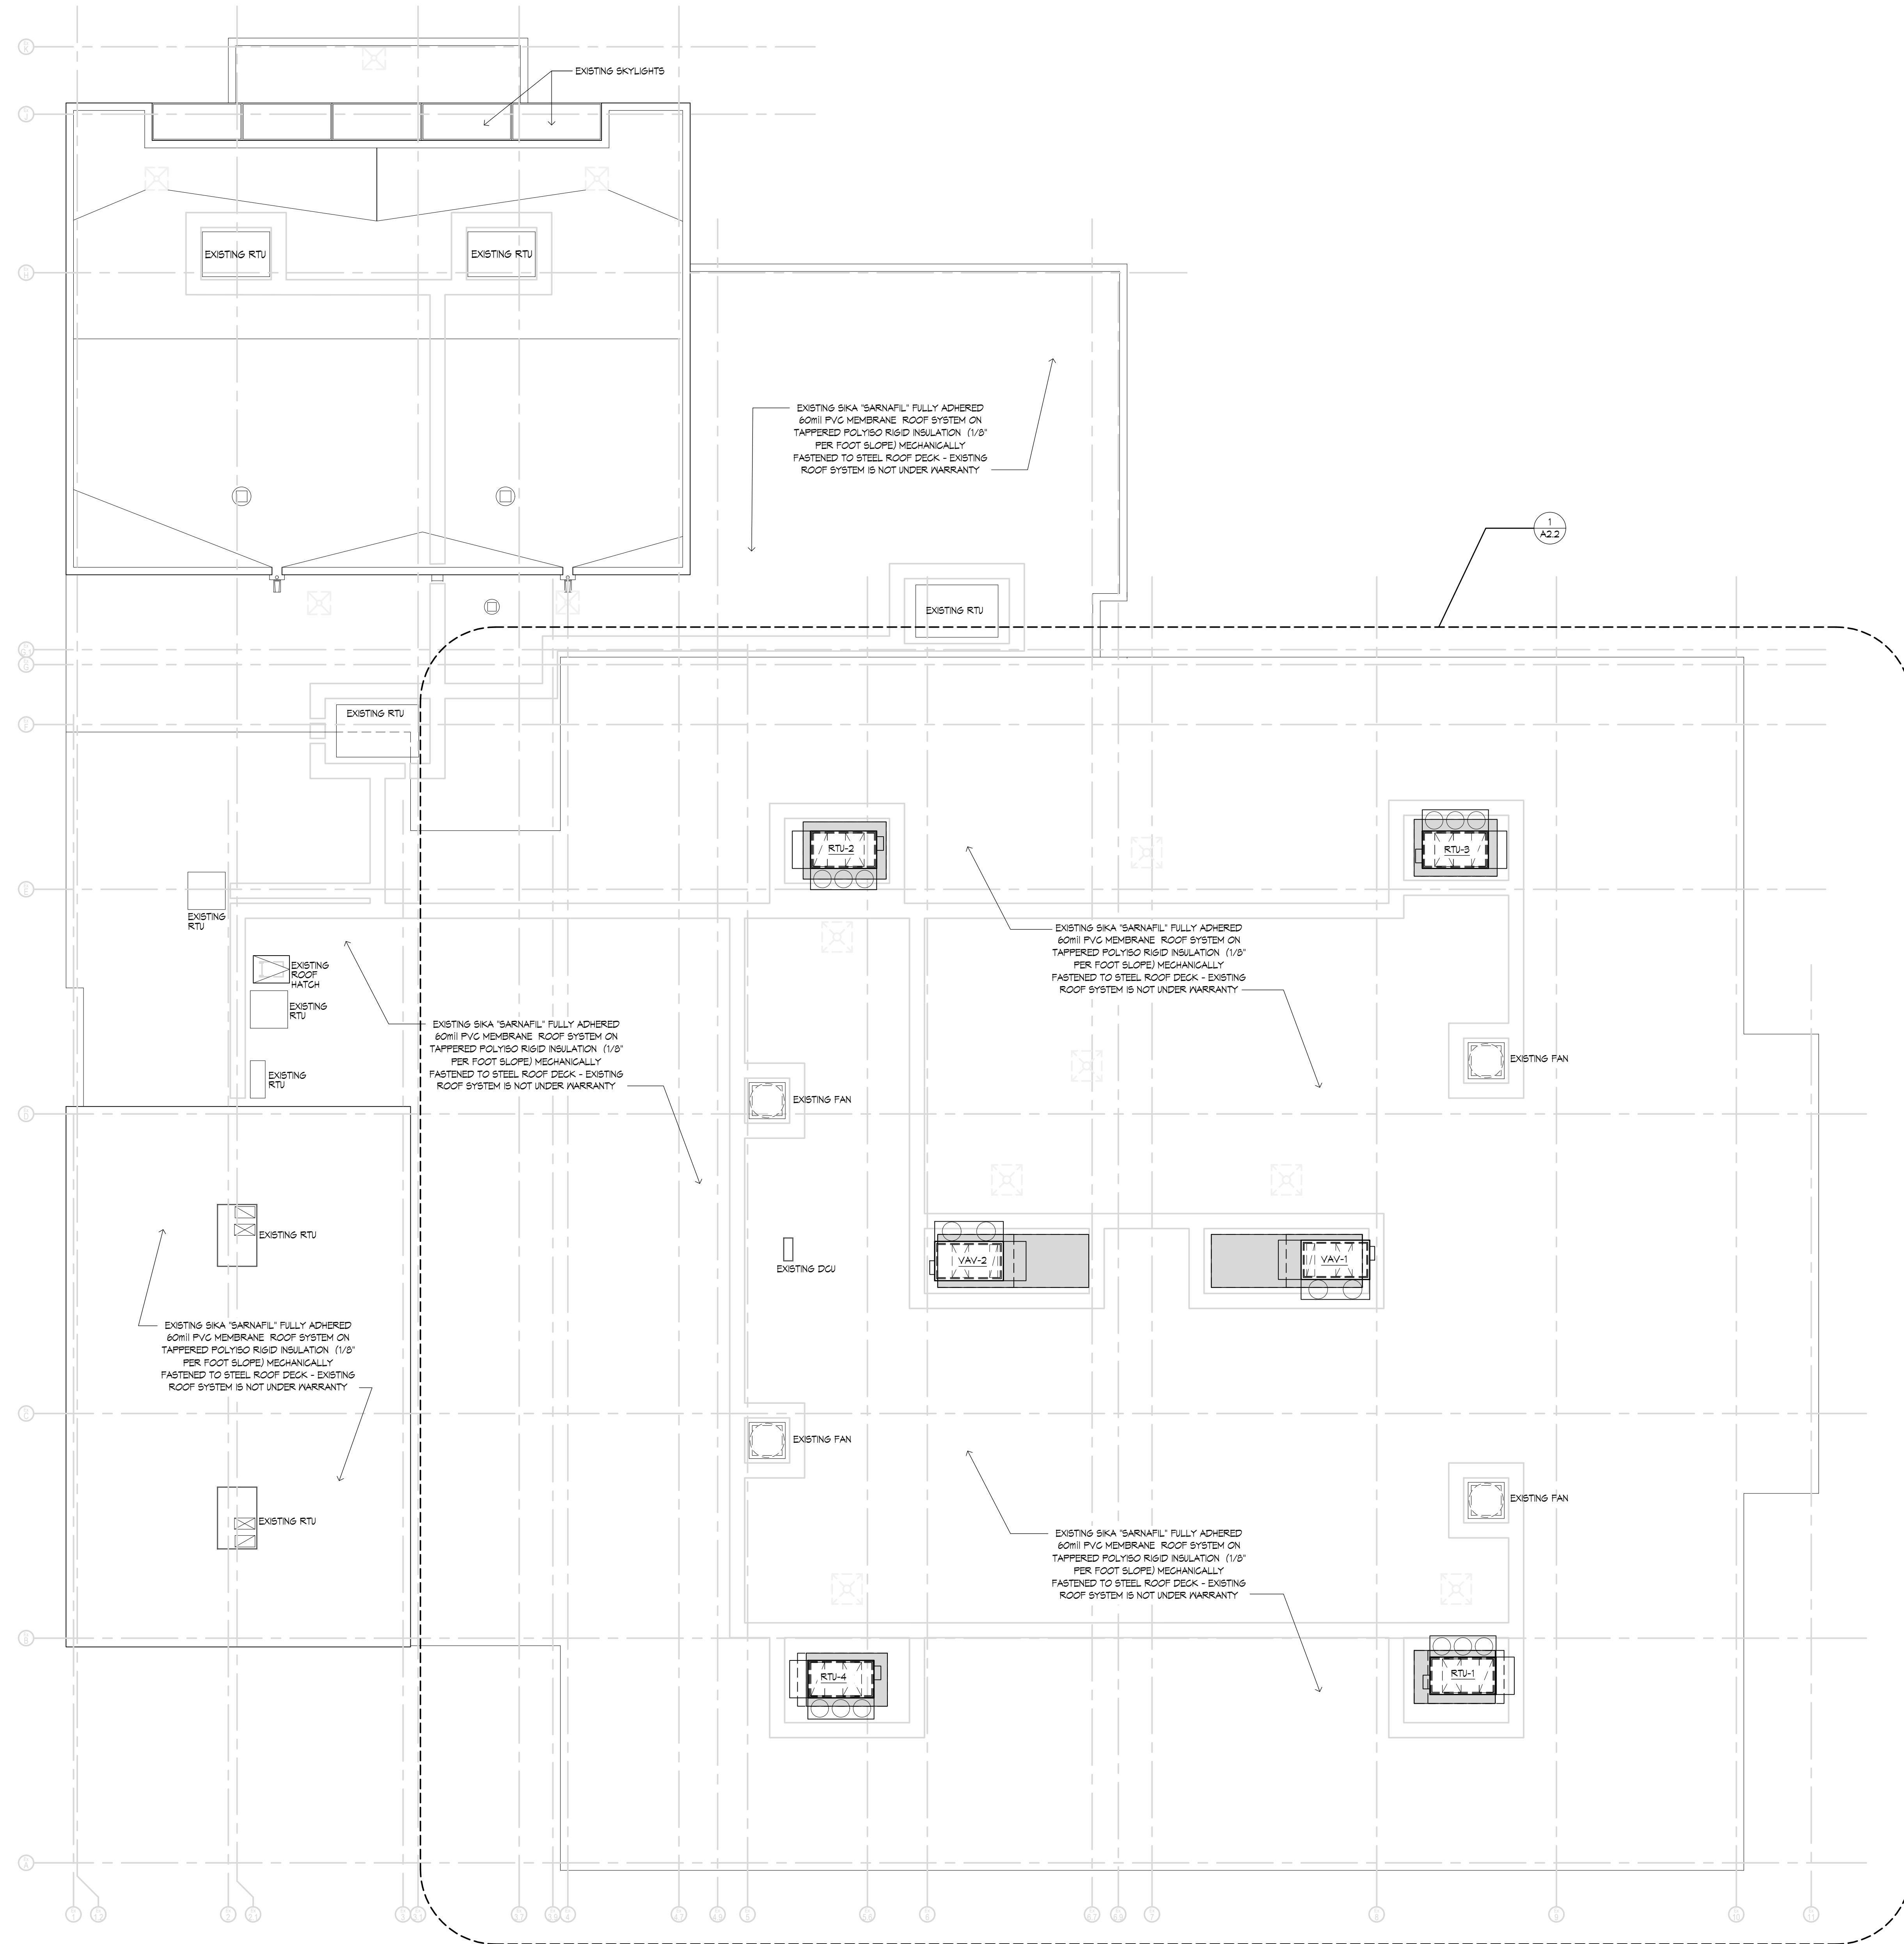 EXISTING SKYLIGHTS
EXISTING RTU
EXISTING RTU
EXISTING SIKA "SARNAFIL" FULLY ADHERED
60mil PVC MEMBRANE ROOF SYSTEM ON
TAPPERED POLYISO RIGID INSULATION (1/8"
PER FOOT SLOPE) MECHANICALLY
FASTENED TO STEEL ROOF DECK - EXISTING
ROOF SYSTEM IS NOT UNDER WARRANTY
1
A2.2
EXISTING RTU
EXISTING RTU
RTU-2
RTU-3
EXISTING
RTU
EXISTING SIKA "SARNAFIL" FULLY ADHERED
60mil PVC MEMBRANE ROOF SYSTEM ON
TAPPERED POLYISO RIGID INSULATION (1/8"
PER FOOT SLOPE) MECHANICALLY
FASTENED TO STEEL ROOF DECK - EXISTING
ROOF SYSTEM IS NOT UNDER WARRANTY
EXISTING
ROOF
HATCH
EXISTING
RTU
EXISTING SIKA "SARNAFIL" FULLY ADHERED
60mil PVC MEMBRANE ROOF SYSTEM ON
TAPPERED POLYISO RIGID INSULATION (1/8"
PER FOOT SLOPE) MECHANICALLY
FASTENED TO STEEL ROOF DECK - EXISTING
ROOF SYSTEM IS NOT UNDER WARRANTY
EXISTING FAN
EXISTING
RTU
EXISTING FAN
EXISTING RTU
VAV-2
VAV-1
EXISTING DCU
EXISTING SIKA "SARNAFIL" FULLY ADHERED
60mil PVC MEMBRANE ROOF SYSTEM ON
TAPPERED POLYISO RIGID INSULATION (1/8"
PER FOOT SLOPE) MECHANICALLY
FASTENED TO STEEL ROOF DECK - EXISTING
ROOF SYSTEM IS NOT UNDER WARRANTY
EXISTING FAN
EXISTING FAN
EXISTING RTU
EXISTING SIKA "SARNAFIL" FULLY ADHERED
60mil PVC MEMBRANE ROOF SYSTEM ON
TAPPERED POLYISO RIGID INSULATION (1/8"
PER FOOT SLOPE) MECHANICALLY
FASTENED TO STEEL ROOF DECK - EXISTING
ROOF SYSTEM IS NOT UNDER WARRANTY
RTU-4
RTU-1